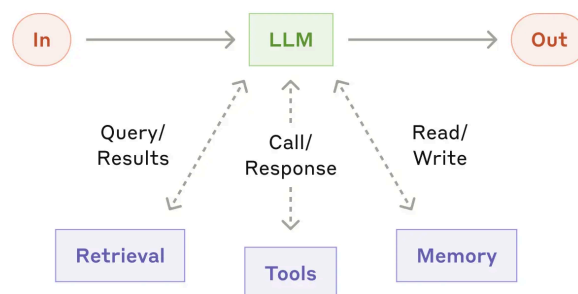 In
LLM
Out
Query/
Results
Call/
Response
Read/
Write
Retrieval
Tools
Memory